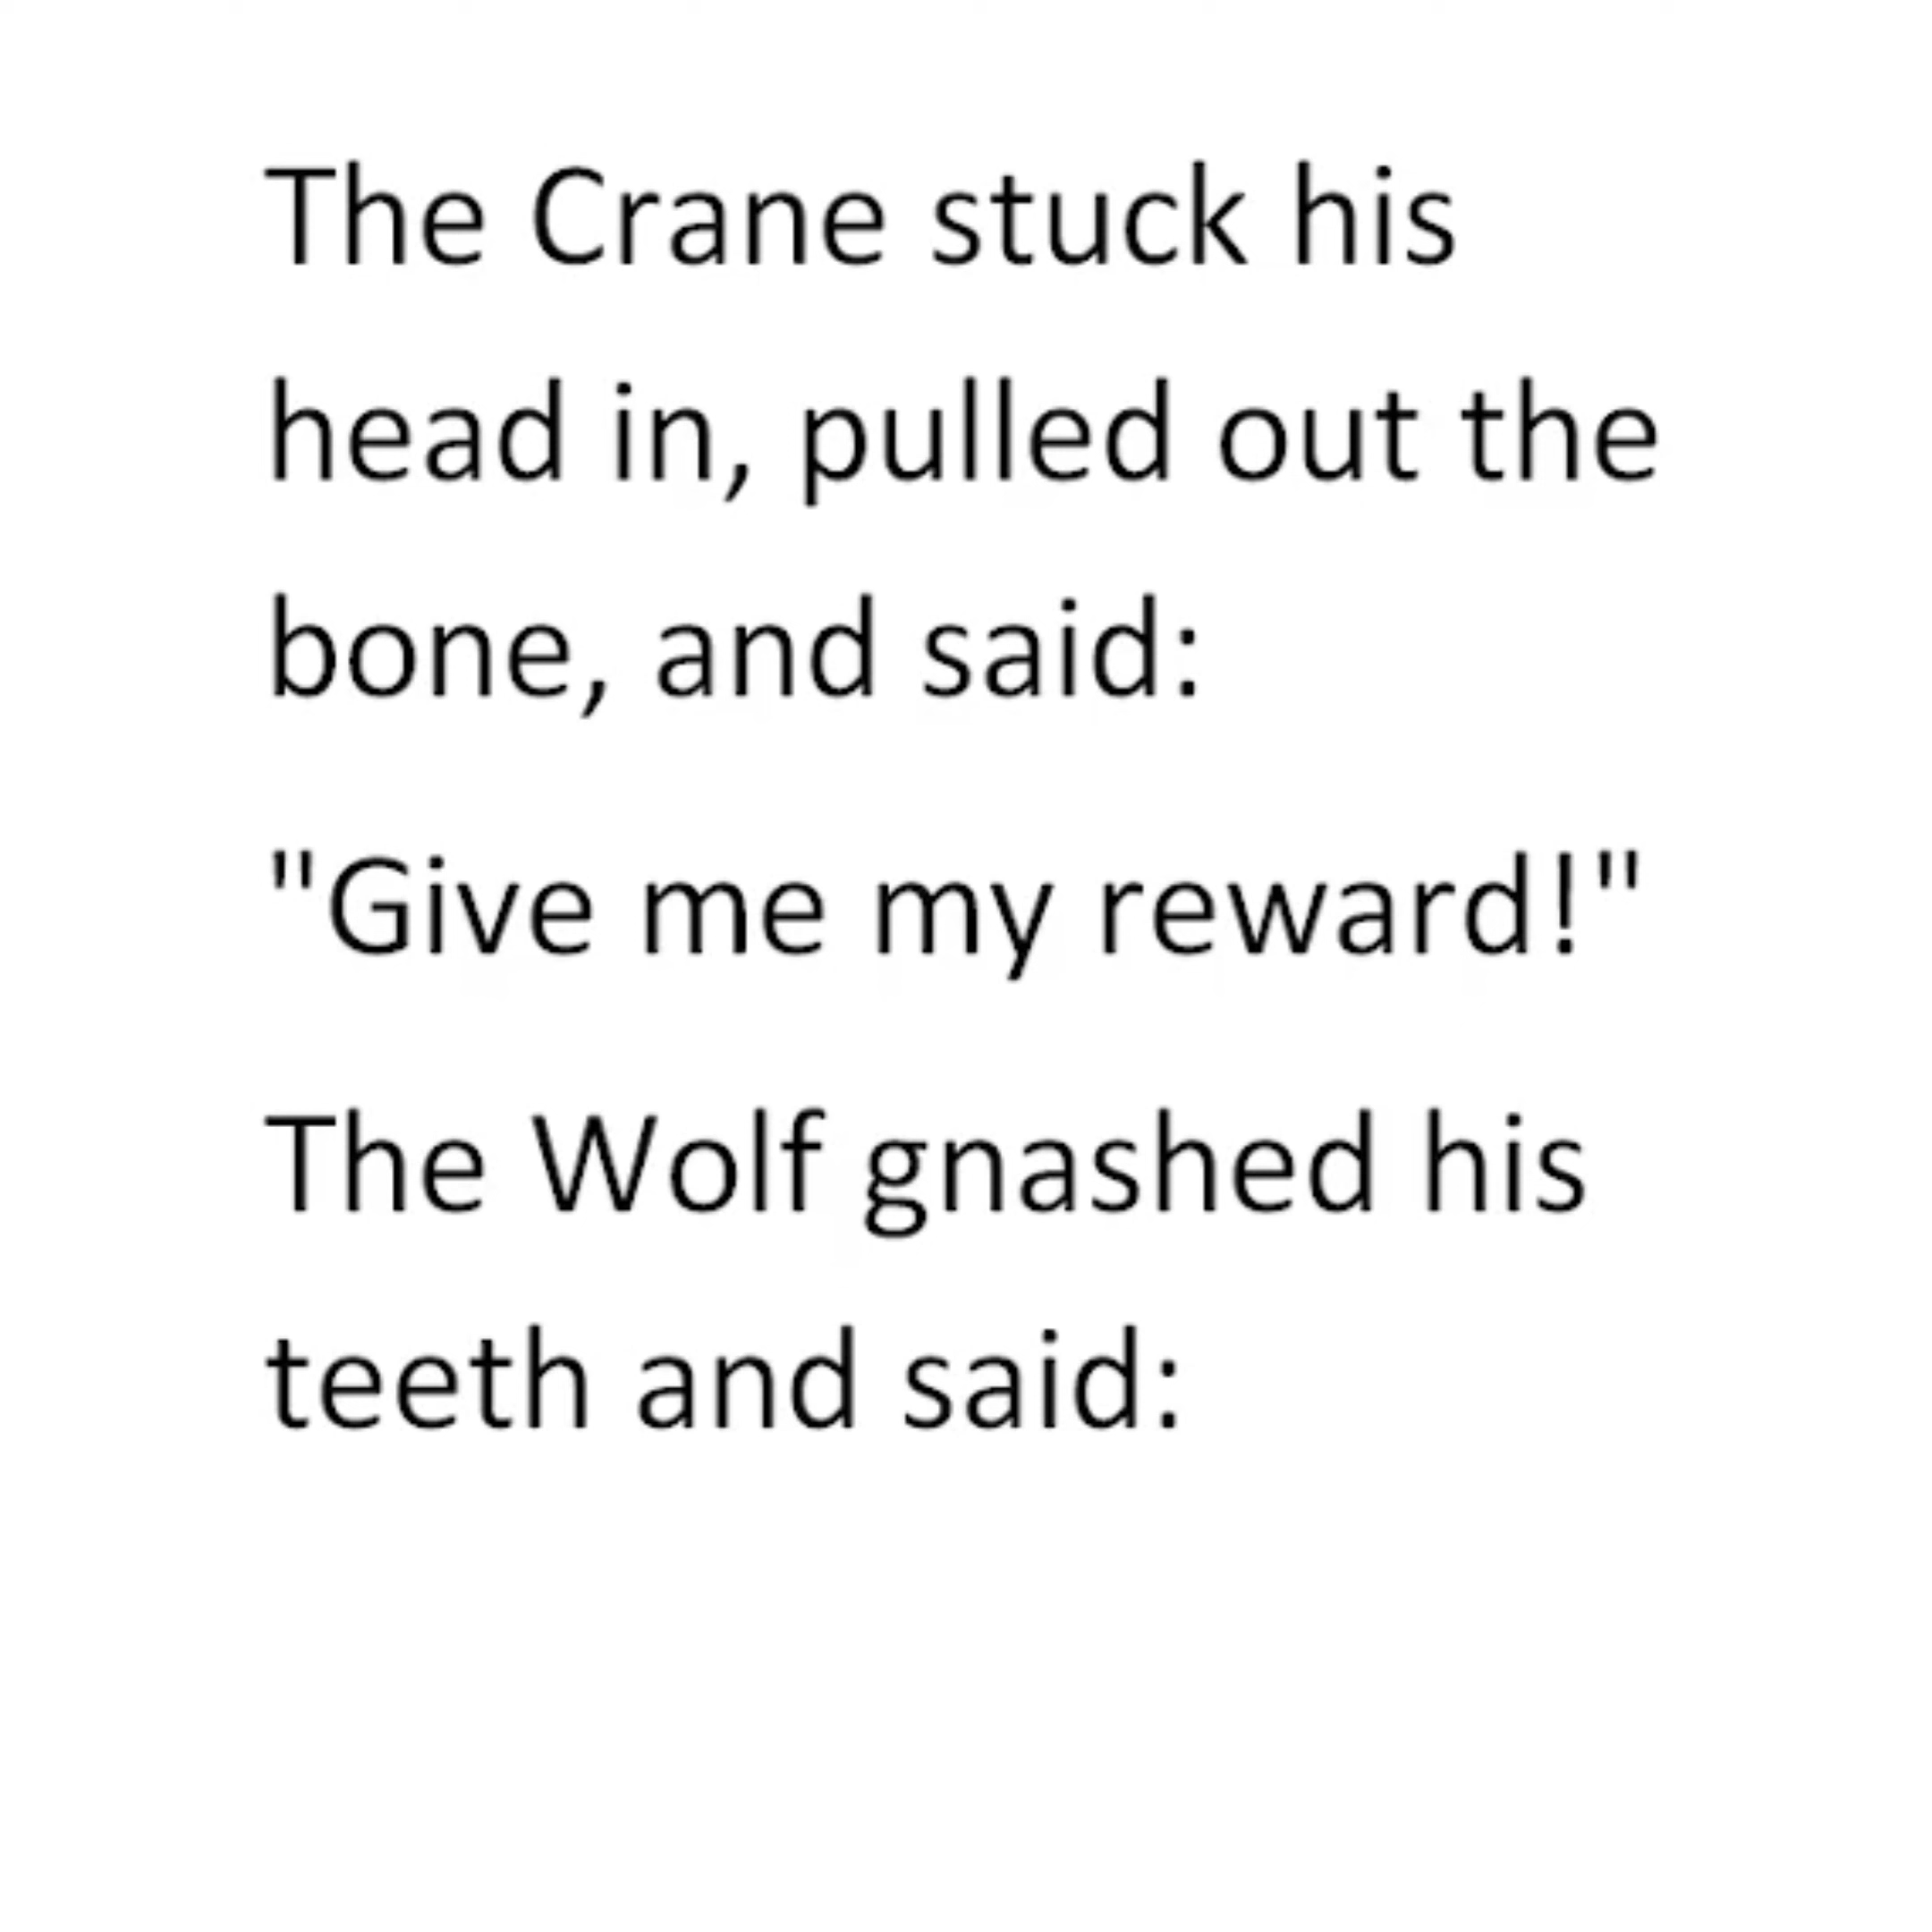 The Crane stuck his
head in, pulled out the
bone, and said:
"Give me my reward!"
The Wolf gnashed his
teeth and said: